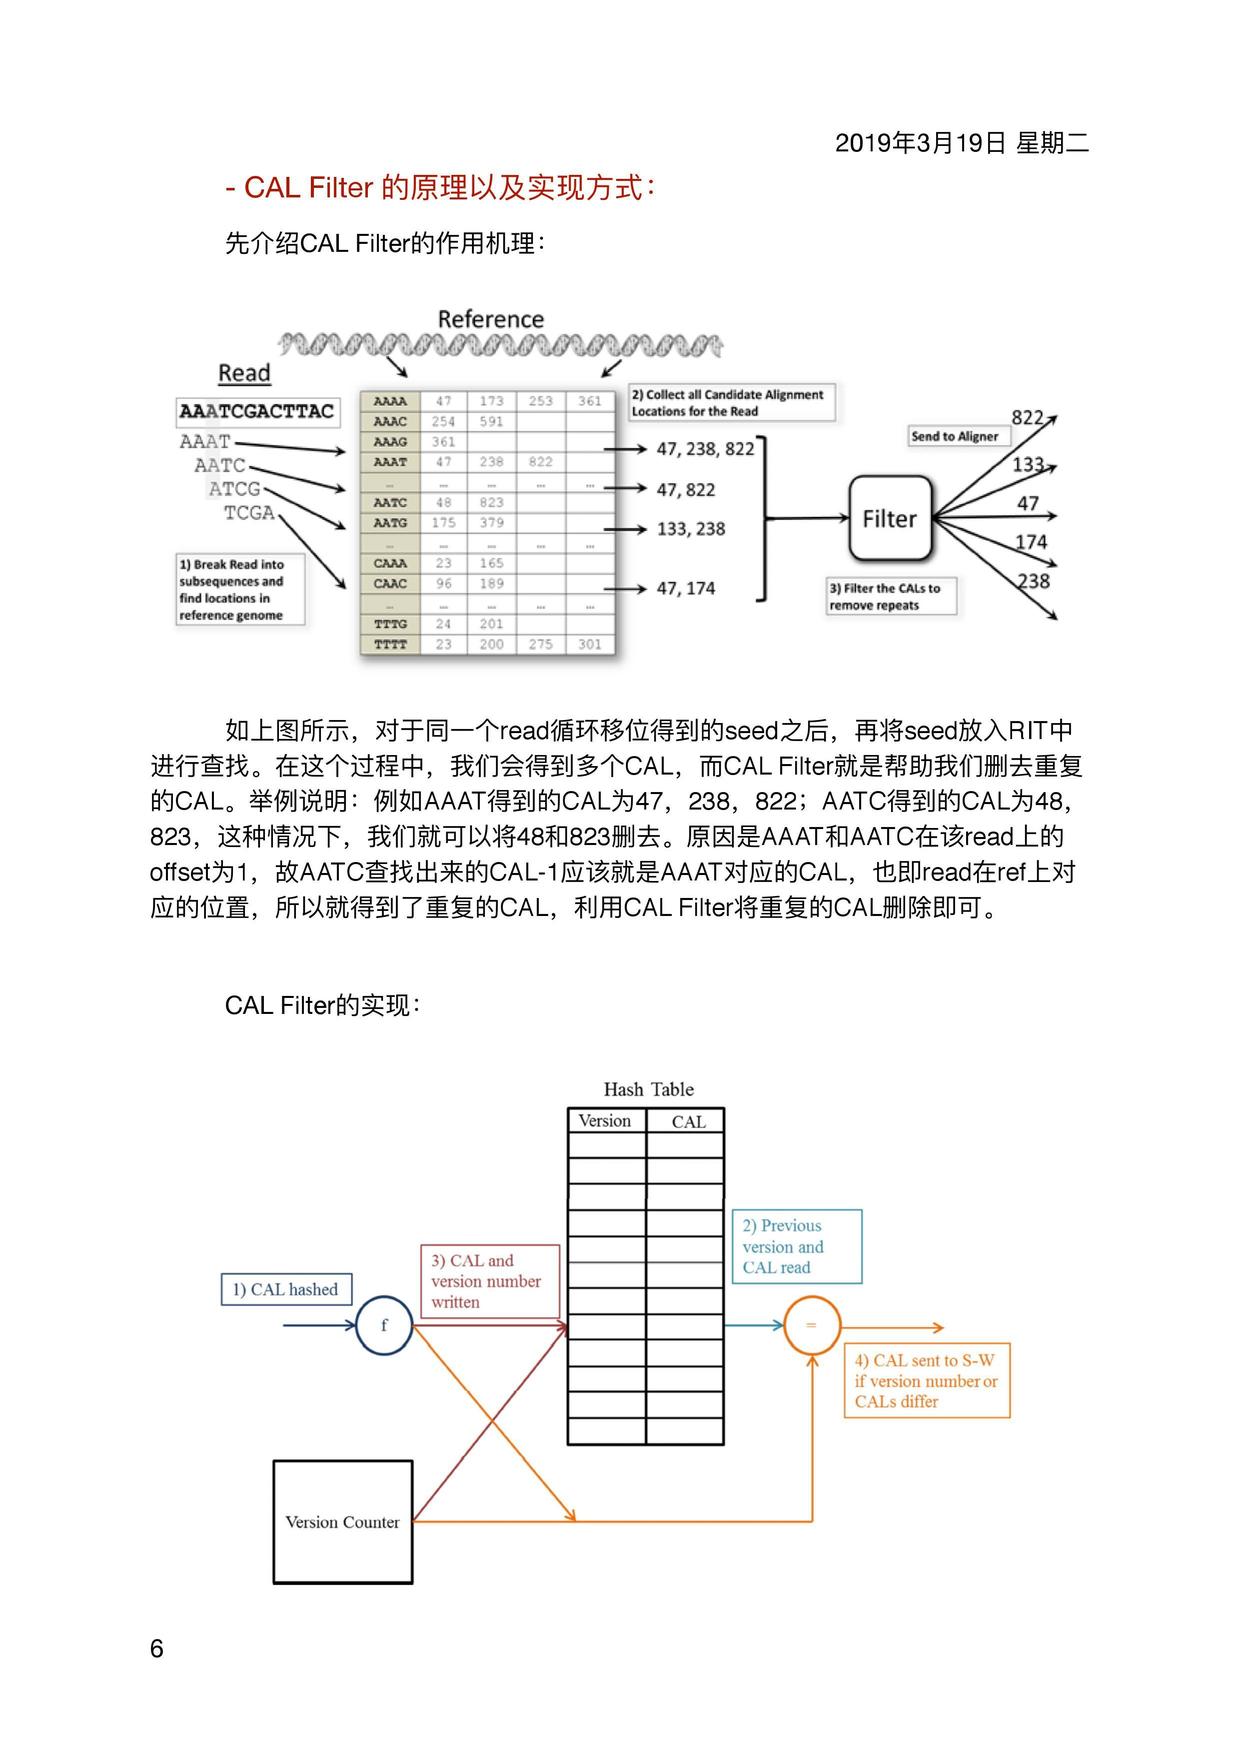 2019年3月19日 星期二
- CAL Filter 的原理以及实现方式：
先介绍CAL Filter的作用机理：
Reference
Read
AAATCGACTTAC
AAAT
AATC
ATCG
TCGA
1) Break Read into
subsequences and
find locations in
reference genome
AAAA 47 173 253 361
AAAC 254 591
AAAG 361
AAAT 47 238 822
... ... ... ... ...
AATC 48 823
AATG 175 379
... ... ... ... ...
CAAA 23 165
CAAC 96 189
... ... ... ... ...
TTTG 24 201
TTTT 23 200 275 301
2) Collect all Candidate Alignment
Locations for the Read
47, 238, 822
47, 822
133, 238
47, 174
Filter
3) Filter the CALs to
remove repeats
Send to Aligner
822
133
47
174
238
如上图所示，对于同一个read循环移位得到的seed之后，再将seed放入RIT中
进行查找。在这个过程中，我们会得到多个CAL，而CAL Filter就是帮助我们删去重复
的CAL。举例说明：例如AAAT得到的CAL为47，238，822；AATC得到的CAL为48，
823，这种情况下，我们就可以将48和823删去。原因是AAAT和AATC在该read上的
offset为1，故AATC查找出来的CAL-1应该就是AAAT对应的CAL，也即read在ref上对
应的位置，所以就得到了重复的CAL，利用CAL Filter将重复的CAL删除即可。
CAL Filter的实现：
Hash Table
Version CAL
1) CAL hashed
f
3) CAL and
version number
written
2) Previous
version and
CAL read
=
4) CAL sent to S-W
if version number or
CALs differ
Version Counter
6